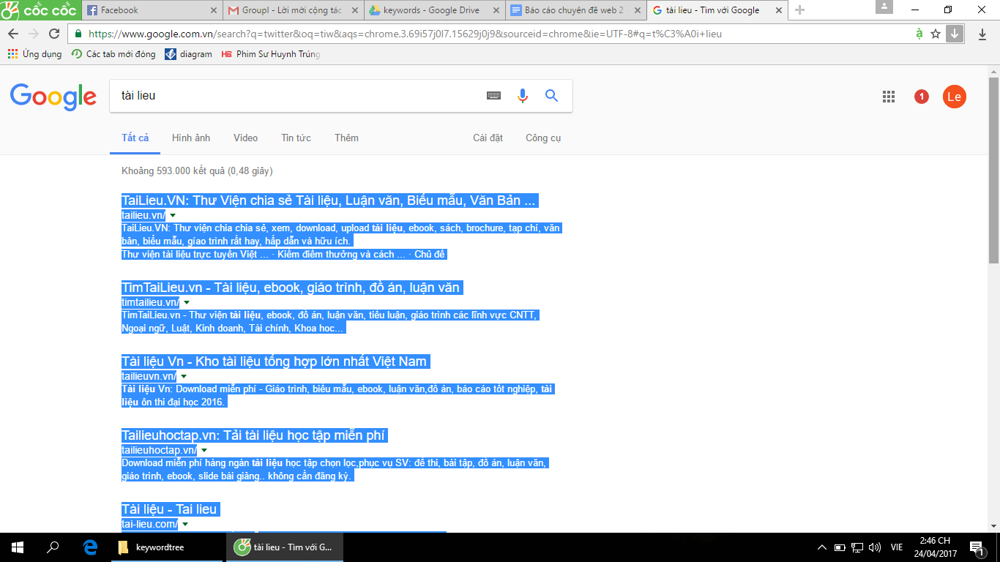 cốc cốc
Facebook
Groupl - Lời mời cộng tác
keywords - Google Drive
Báo cáo chuyên đề web 2
tài lieu - Tìm với Google
https://www.google.com.vn/search?q=twitter&oq=tiw&aqs=chrome.3.69i57j0l7.15629j0j9&sourceid=chrome&ie=UTF-8#q=t%C3%A0i+lieu
Ứng dụng
Các tab mới đóng
diagram
Phim Sư Huynh Trúng
Google
tài lieu
1
Le
Tất cả
Hình ảnh
Video
Tin tức
Thêm
Cài đặt
Công cụ
Khoảng 593.000 kết quả (0,48 giây)
TaiLieu.VN: Thư Viện chia sẻ Tài liệu, Luận văn, Biểu mẫu, Văn Bản ...
tailieu.vn/
TaiLieu.VN: Thư viện chia chia sẻ, xem, download, upload tài liệu, ebook, sách, brochure, tạp chí, văn
bản, biểu mẫu, giao trình rất hay, hấp dẫn và hữu ích.
Thư viện tài liệu trực tuyến Việt ... · Kiếm điểm thưởng và cách ... · Chủ đề
TimTaiLieu.vn - Tài liệu, ebook, giáo trình, đồ án, luận văn
timtailieu.vn/
TimTaiLieu.vn - Thư viện tài liệu, ebook, đồ án, luận văn, tiểu luận, giáo trình các lĩnh vực CNTT,
Ngoại ngữ, Luật, Kinh doanh, Tài chính, Khoa học...
Tài liệu Vn - Kho tài liệu tổng hợp lớn nhất Việt Nam
tailieuvn.vn/
Tài liệu Vn: Download miễn phí - Giáo trình, biểu mẫu, ebook, luận văn,đồ án, báo cáo tốt nghiệp, tài
liệu ôn thi đại học 2016.
Tailieuhoctap.vn: Tải tài liệu học tập miễn phí
tailieuhoctap.vn/
Download miễn phí hàng ngàn tài liệu học tập chọn lọc,phục vụ SV: đề thi, bài tập, đồ án, luận văn,
giáo trình, ebook, slide bài giảng.. không cần đăng ký.
Tài liệu - Tai lieu
tai-lieu.com/
keywordtree
tài lieu - Tìm với G...
VIE
2:46 CH
24/04/2017
1